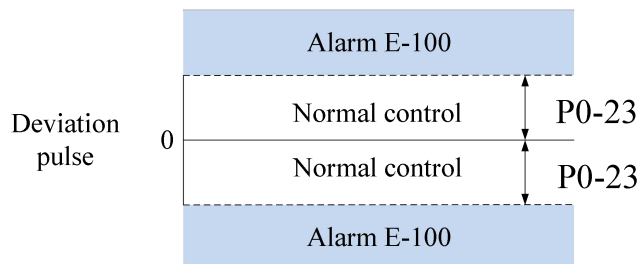 Alarm E-100
Normal control
P0-23
Deviation
pulse
0
Normal control
P0-23
Alarm E-100